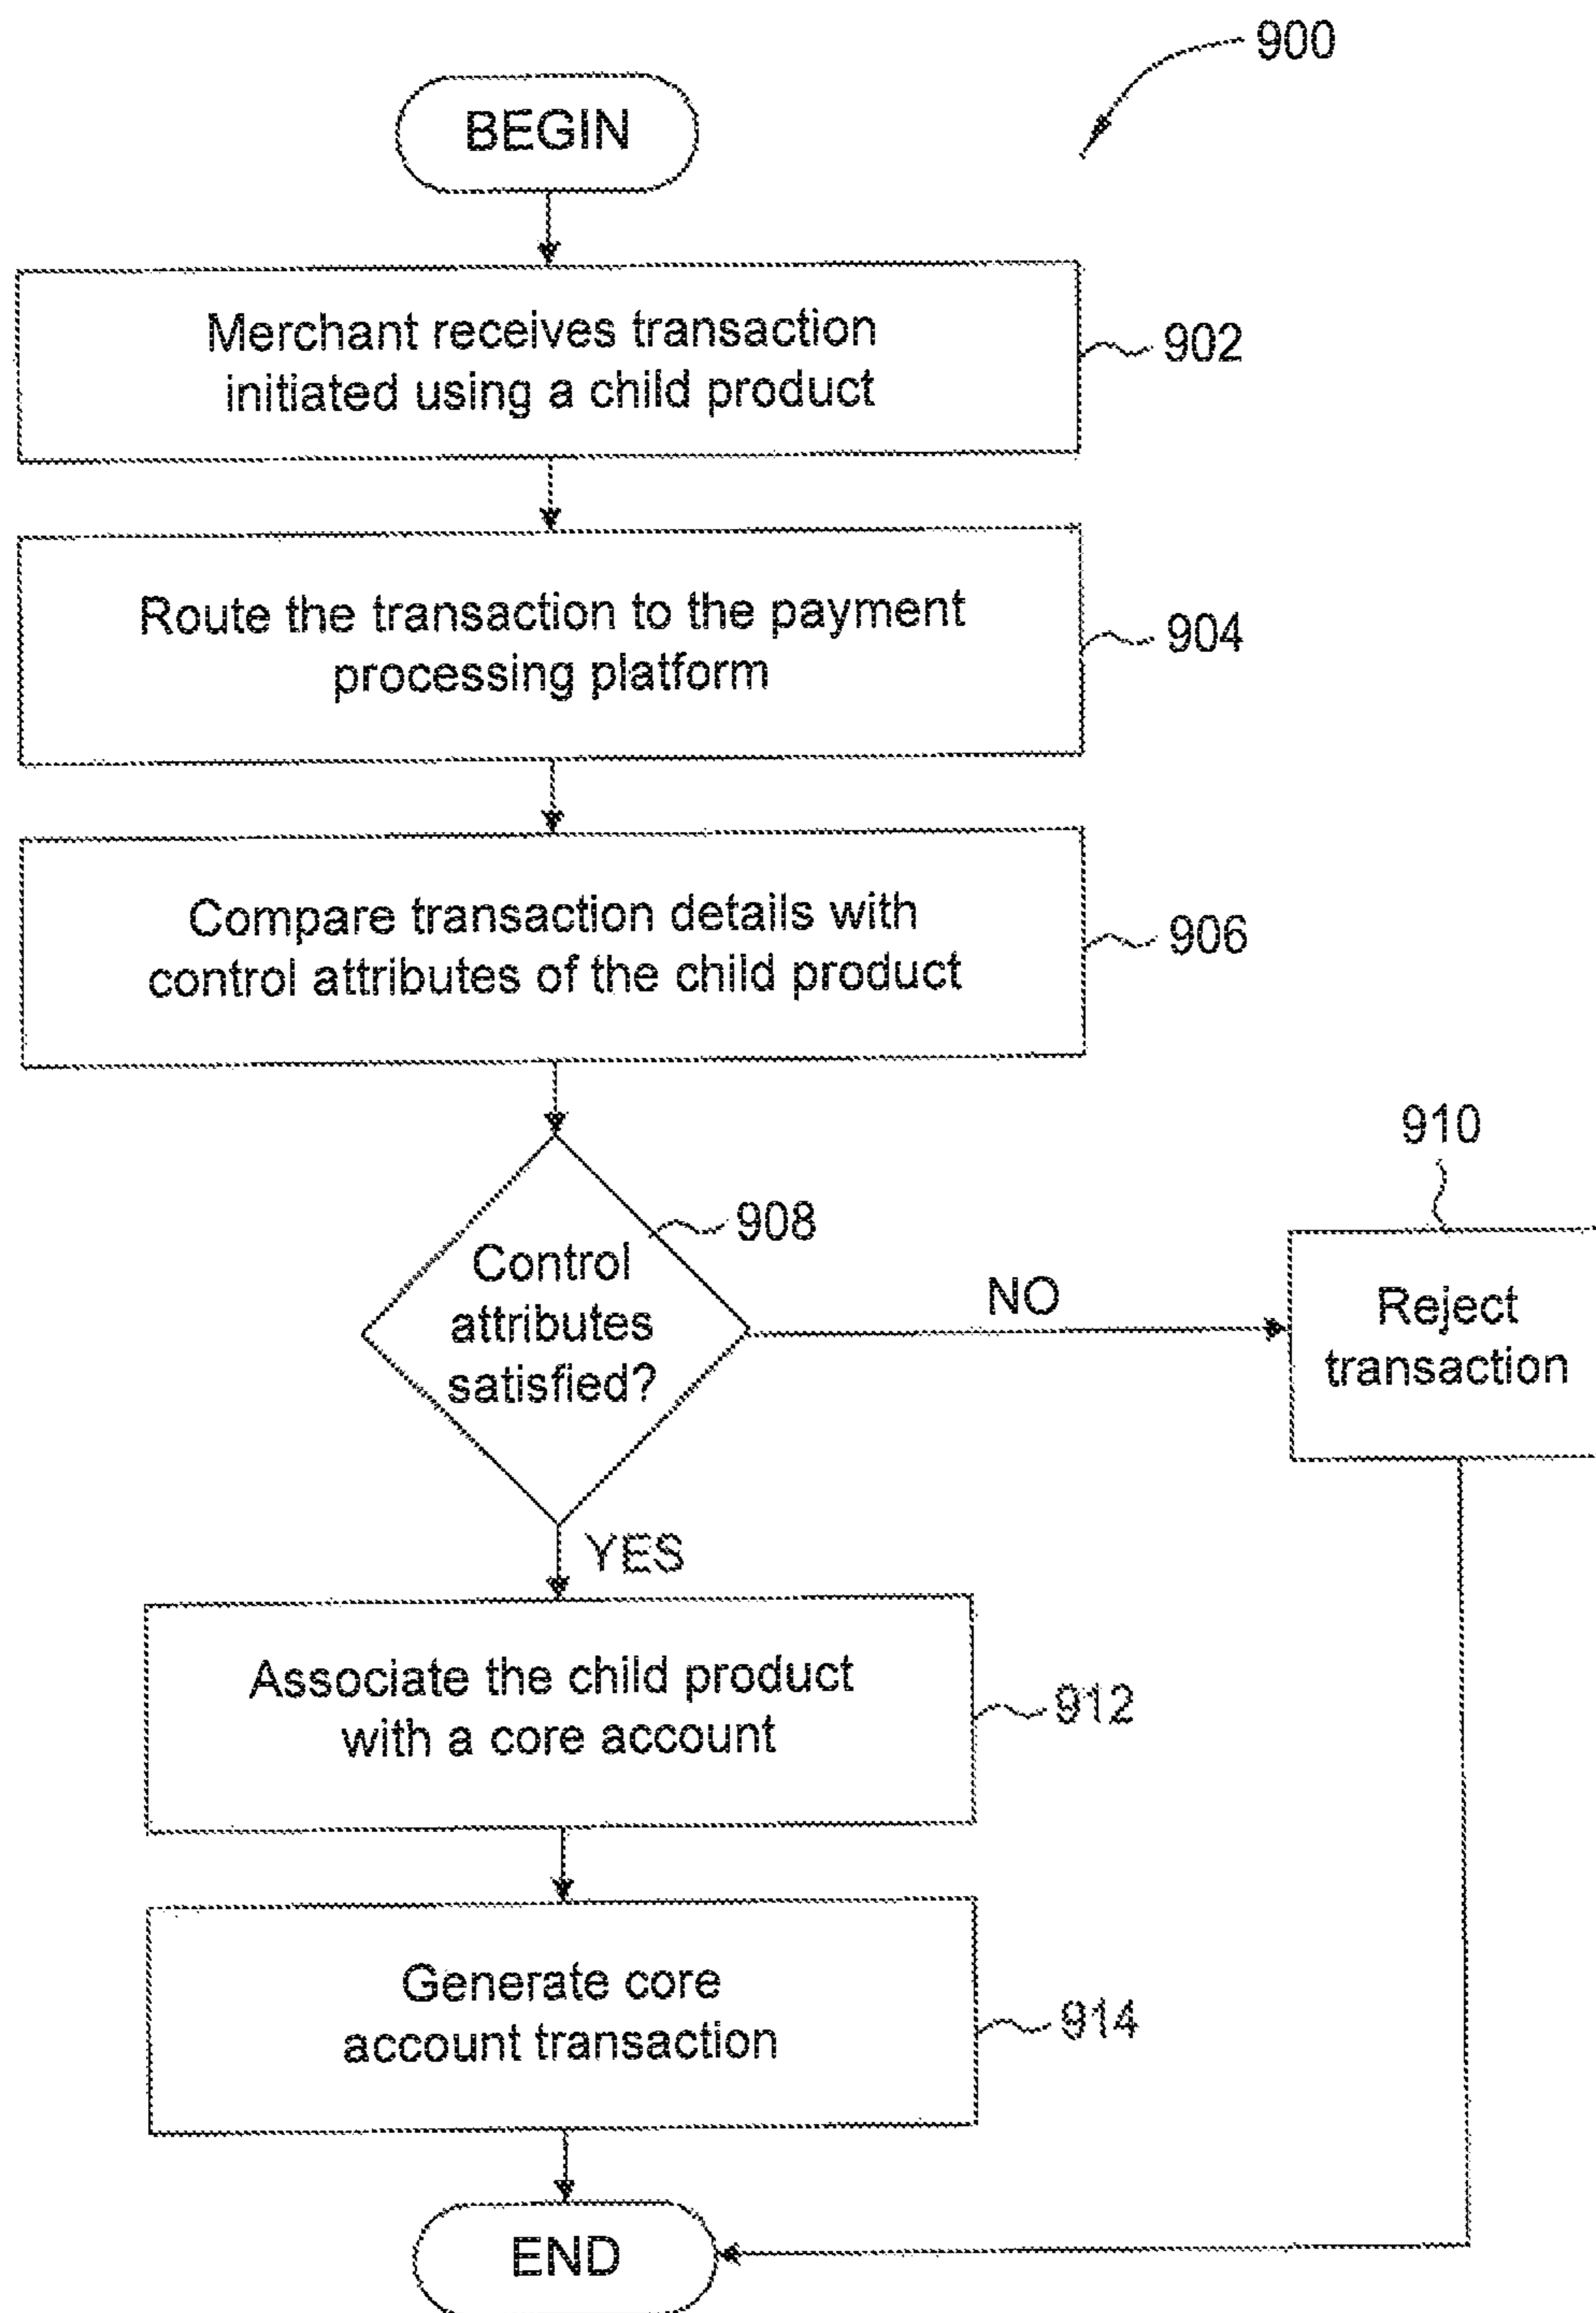 900
BEGIN
Merchant receives transaction
initiated using a child product
902
Route the transaction to the payment
processing platform
904
Compare transaction details with
control attributes of the child product
906
908
Control
attributes
satisfied?
NO
910
Reject
transaction
YES
Associate the child product
with a core account
912
Generate core
account transaction
914
END